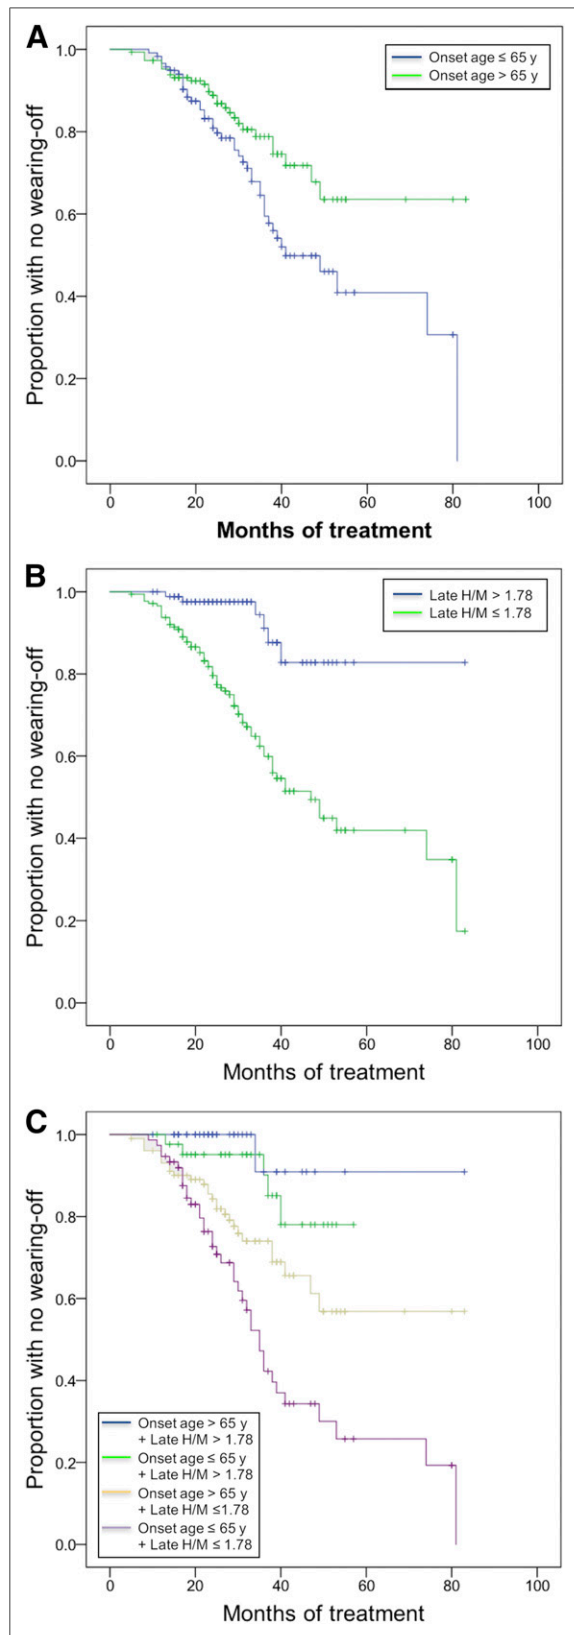 A
Onset age ≤ 65 y
Onset age > 65 y
Proportion with no wearing-off
1.0
0.8
0.6
0.4
0.2
0.0
0 20 40 60 80 100
Months of treatment
B
Late H/M > 1.78
Late H/M ≤ 1.78
Proportion with no wearing-off
1.0
0.8
0.6
0.4
0.2
0.0
0 20 40 60 80 100
Months of treatment
C
Proportion with no wearing-off
1.0
0.8
0.6
0.4
0.2
0.0
Onset age > 65 y
+ Late H/M > 1.78
Onset age ≤ 65 y
+ Late H/M > 1.78
Onset age > 65 y
+ Late H/M ≤1.78
Onset age ≤ 65 y
+ Late H/M ≤ 1.78
0 20 40 60 80 100
Months of treatment